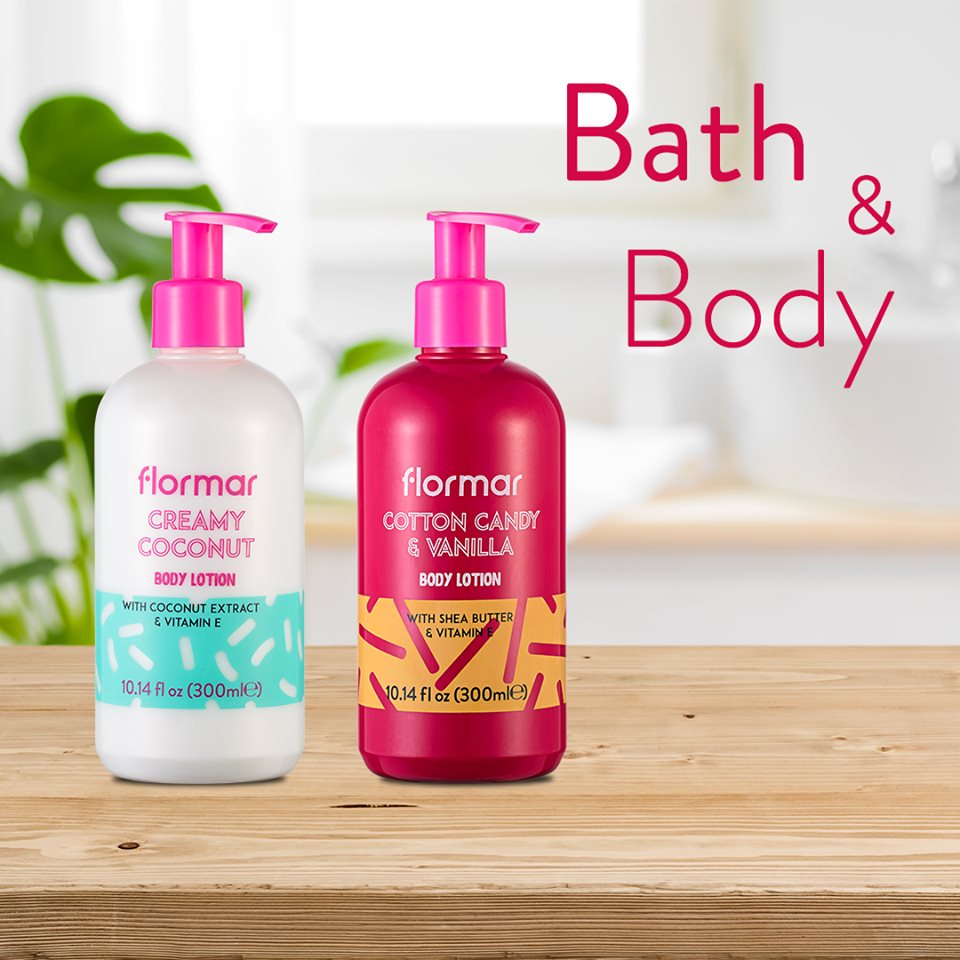 Bath
&
Body
flormar
CREAMY
COCONUT
BODY LOTION
WITH COCONUT EXTRACT
& VITAMIN E
10.14 fl oz (300ml℮)
flormar
COTTON CANDY
& VANILLA
BODY LOTION
WITH SHEA BUTTER
& VITAMIN E
10.14 fl oz (300ml℮)